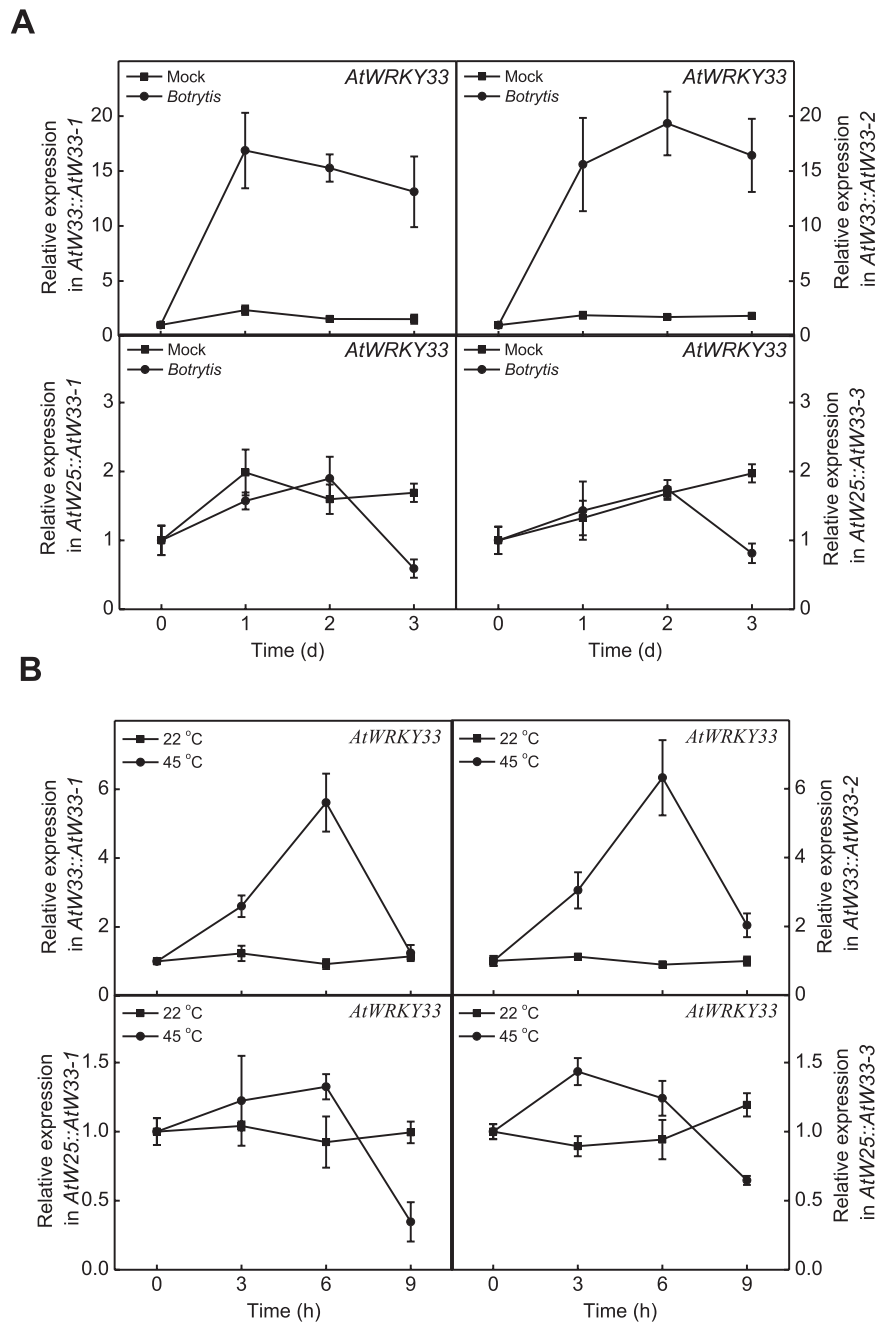 A
Mock
Botrytis
AtWRKY33
Relative expression
in AtW33::AtW33-1
20
15
10
5
0
Mock
Botrytis
AtWRKY33
20
15
10
5
0
Relative expression
in AtW33::AtW33-2
Mock
Botrytis
AtWRKY33
Relative expression
in AtW25::AtW33-1
3
2
1
0
0 1 2 3
Time (d)
Mock
Botrytis
AtWRKY33
3
2
1
0
Relative expression
in AtW25::AtW33-3
0 1 2 3
Time (d)
B
22 °C
45 °C
AtWRKY33
Relative expression
in AtW33::AtW33-1
6
4
2
0
22 °C
45 °C
AtWRKY33
6
4
2
0
Relative expression
in AtW33::AtW33-2
22 °C
45 °C
AtWRKY33
Relative expression
in AtW25::AtW33-1
1.5
1.0
0.5
0.0
0 3 6 9
Time (h)
22 °C
45 °C
AtWRKY33
1.5
1.0
0.5
0.0
Relative expression
in AtW25::AtW33-3
0 3 6 9
Time (h)